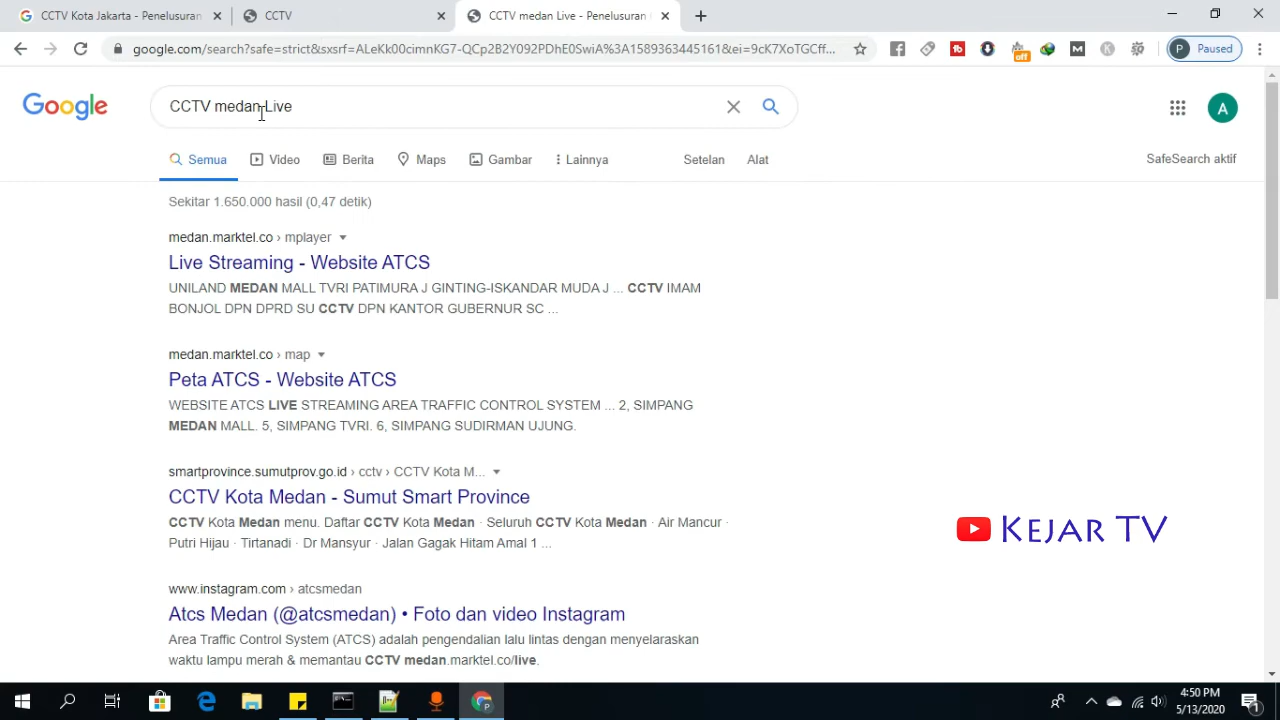 CCTV Kota Jakarta - Penelusuran
CCTV
CCTV medan Live - Penelusuran
google.com/search?safe=strict&sxsrf=ALeKk00cimnKG7-QCp2B2Y092PDhE0SwiA%3A1589363445161&ei=9cK7XoTGCff...
off
P Paused
Google
CCTV medan Live
A
Semua Video Berita Maps Gambar Lainnya Setelan Alat SafeSearch aktif
Sekitar 1.650.000 hasil (0,47 detik)
medan.marktel.co › mplayer
Live Streaming - Website ATCS
UNILAND MEDAN MALL TVRI PATIMURA J GINTING-ISKANDAR MUDA J ... CCTV IMAM
BONJOL DPN DPRD SU CCTV DPN KANTOR GUBERNUR SC ...
medan.marktel.co › map
Peta ATCS - Website ATCS
WEBSITE ATCS LIVE STREAMING AREA TRAFFIC CONTROL SYSTEM ... 2, SIMPANG
MEDAN MALL. 5, SIMPANG TVRI. 6, SIMPANG SUDIRMAN UJUNG.
smartprovince.sumutprov.go.id › cctv › CCTV Kota M...
CCTV Kota Medan - Sumut Smart Province
CCTV Kota Medan menu. Daftar CCTV Kota Medan · Seluruh CCTV Kota Medan · Air Mancur ·
Putri Hijau · Tirtanadi · Dr Mansyur · Jalan Gagak Hitam Amal 1 ...
KEJAR TV
www.instagram.com › atcsmedan
Atcs Medan (@atcsmedan) • Foto dan video Instagram
Area Traffic Control System (ATCS) adalah pengendalian lalu lintas dengan menyelaraskan
waktu lampu merah & memantau CCTV medan.marktel.co/live.
4:50 PM
5/13/2020
1